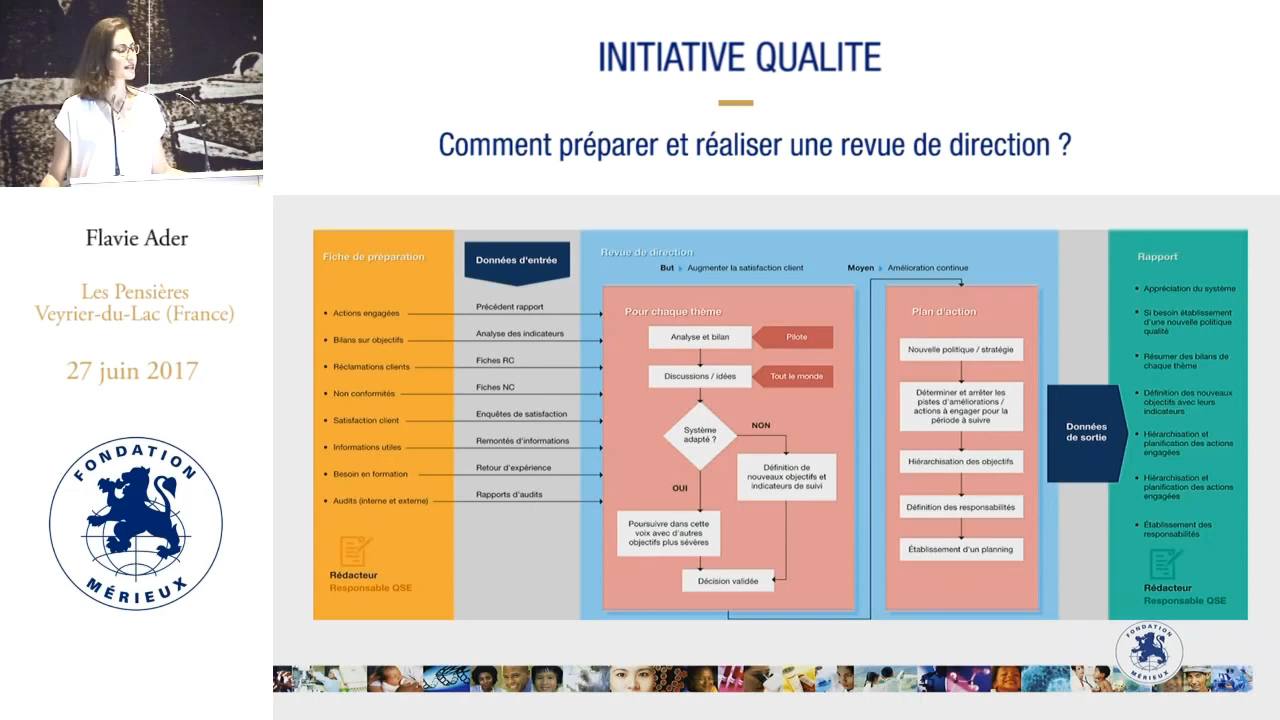 INITIATIVE QUALITE
Comment préparer et réaliser une revue de direction ?
Flavie Ader
Les Pensières
Veyrier-du-Lac (France)
27 juin 2017
FONDATION
MÉRIEUX
Fiche de préparation
• Actions engagées
• Bilans sur objectifs
• Réclamations clients
• Non conformités
• Satisfaction client
• Informations utiles
• Besoin en formation
• Audits (interne et externe)
Rédacteur
Responsable QSE
Données d'entrée
Précédent rapport
Analyse des indicateurs
Fiches RC
Fiches NC
Enquêtes de satisfaction
Remontés d'informations
Retour d'expérience
Rapports d'audits
Revue de direction
But Augmenter la satisfaction client
Moyen Amélioration continue
Pour chaque thème
Analyse et bilan
Pilote
Discussions / idées
Tout le monde
Système
adapté ?
NON
OUI
Définition de
nouveaux objectifs et
indicateurs de suivi
Poursuivre dans cette
voix avec d'autres
objectifs plus sévères
Décision validée
Plan d'action
Nouvelle politique / stratégie
Déterminer et arrêter les
pistes d'améliorations /
actions à engager pour la
période à suivre
Hiérarchisation des objectifs
Définition des responsabilités
Établissement d'un planning
Données
de sortie
Rapport
• Appréciation du système
• Si besoin établissement
d'une nouvelle politique
qualité
• Résumer des bilans de
chaque thème
• Définition des nouveaux
objectifs avec leurs
indicateurs
• Hiérarchisation et
planification des actions
engagées
• Hiérarchisation et
planification des actions
engagées
• Établissement des
responsabilités
Rédacteur
Responsable QSE
FONDATION
MÉRIEUX